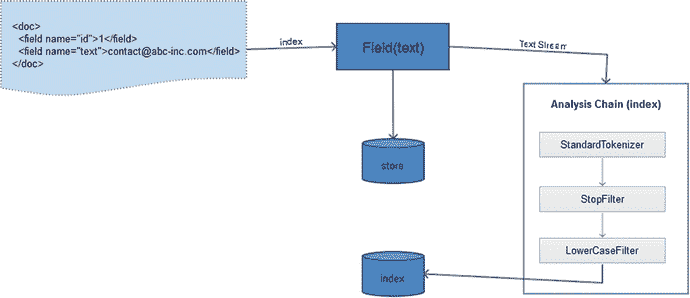 <doc>
<field name="id">1</field>
<field name="text">contact@abc-inc.com</field>
</doc>
index
Field(text)
Text Stream
Analysis Chain (index)
StandardTokenizer
StopFilter
LowerCaseFilter
store
index